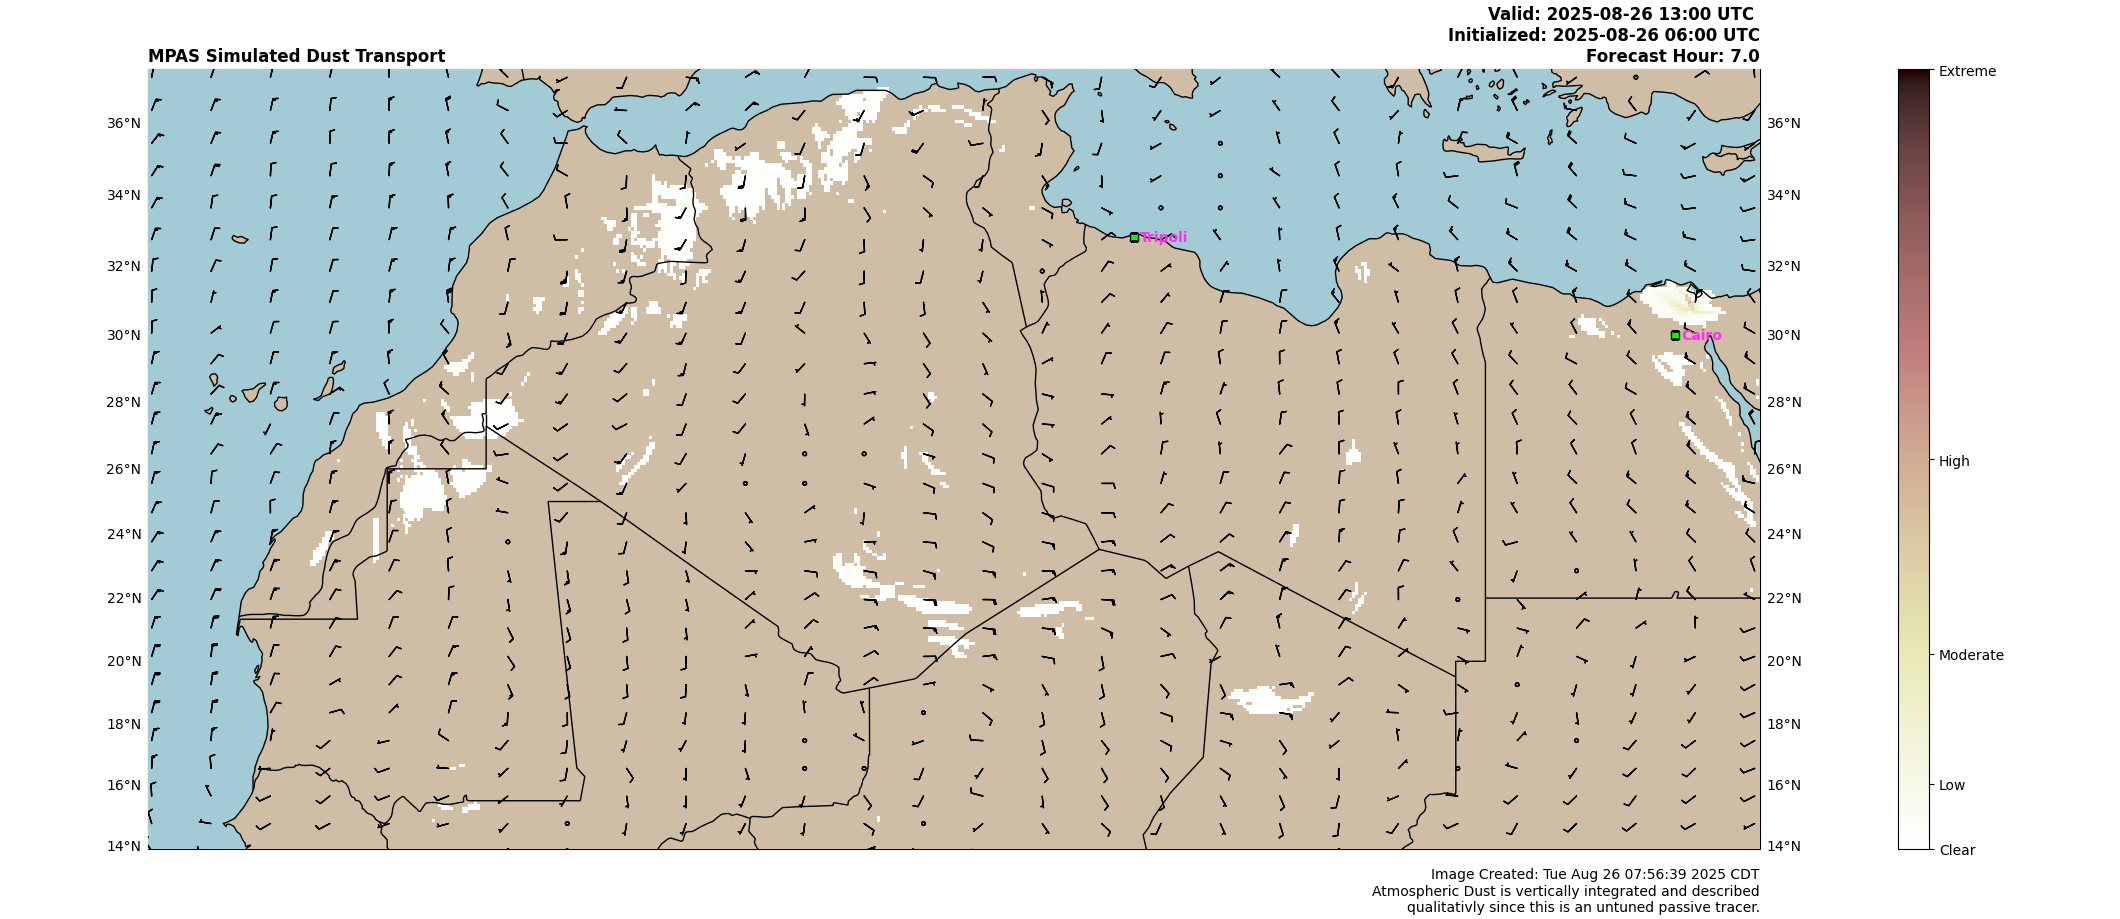 Valid: 2025-08-26 13:00 UTC
Initialized: 2025-08-26 06:00 UTC
MPAS Simulated Dust Transport
Forecast Hour: 7.0
Extreme
36°N
36°N
34°N
34°N
Tripoli
32°N
32°N
30°N
Cairo
30°N
28°N
28°N
High
26°N
26°N
24°N
24°N
22°N
22°N
Moderate
20°N
20°N
18°N
18°N
16°N
16°N
Low
14°N
14°N
Clear
Image Created: Tue Aug 26 07:56:39 2025 CDT
Atmospheric Dust is vertically integrated and described
qualitativly since this is an untuned passive tracer.